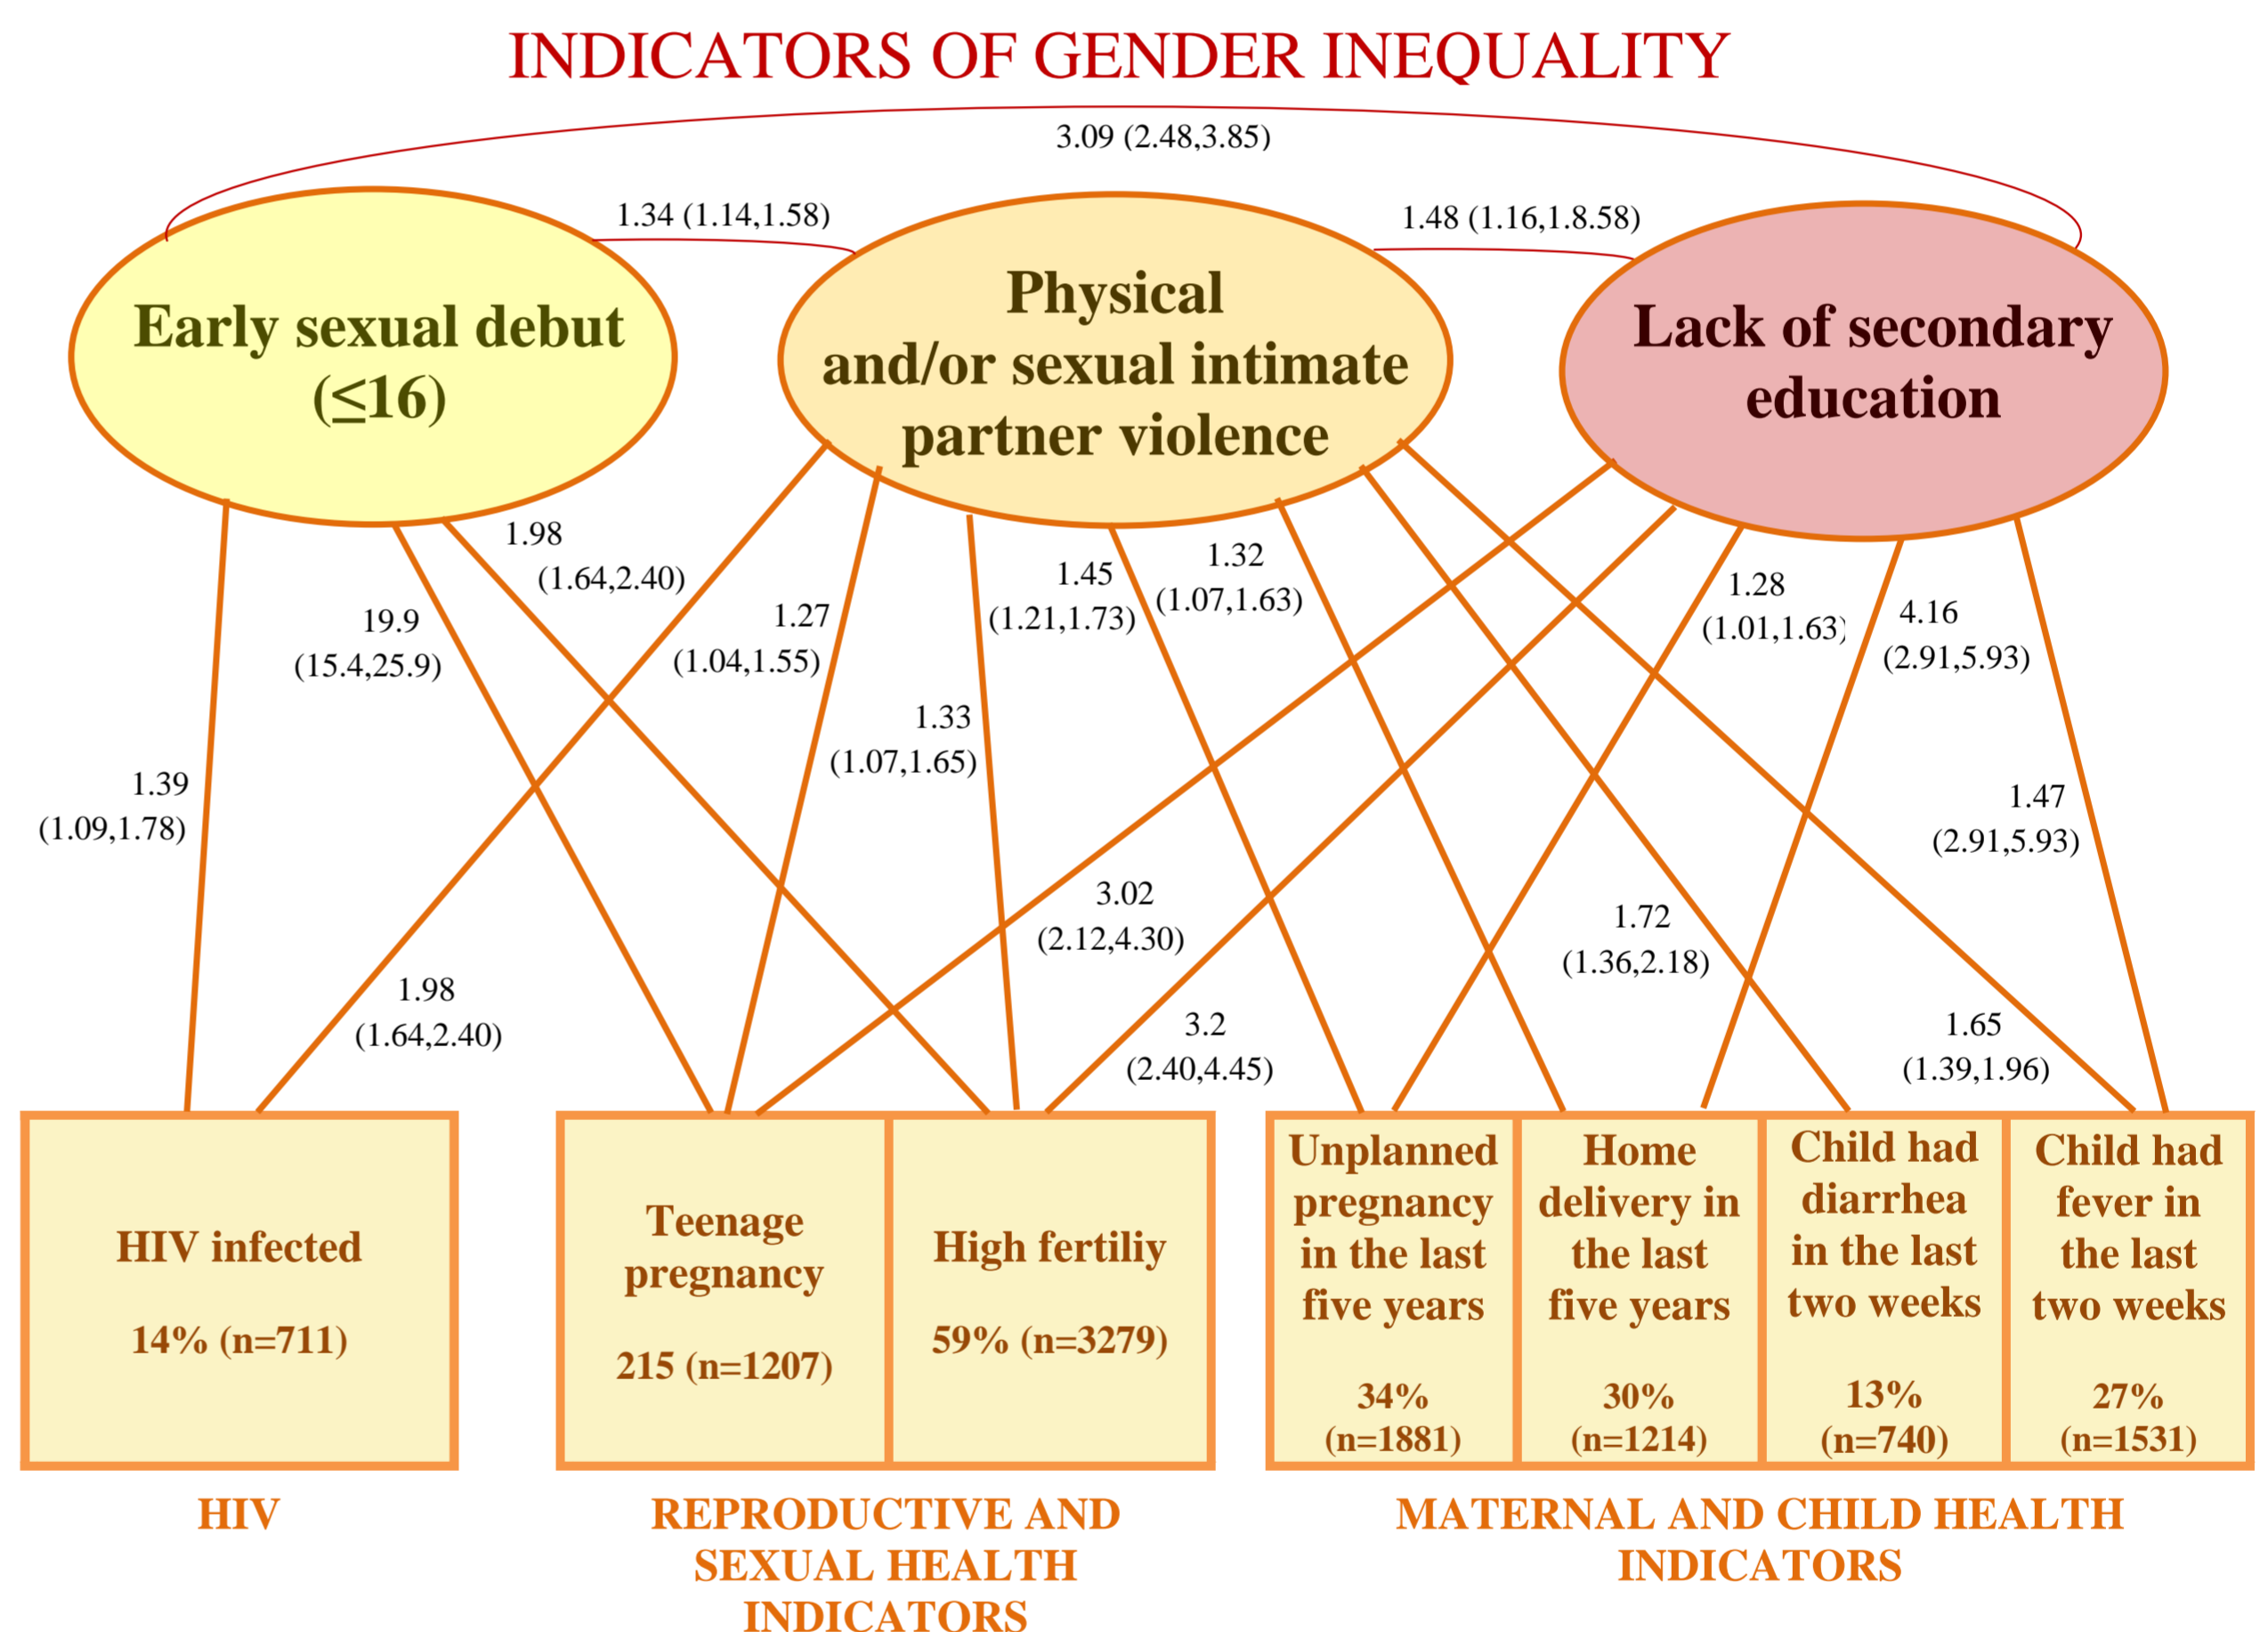 INDICATORS OF GENDER INEQUALITY
3.09 (2.48,3.85)
1.34 (1.14,1.58)
1.48 (1.16,1.8.58)
Early sexual debut
(≤16)
Physical
and/or sexual intimate
partner violence
Lack of secondary
education
1.98
(1.64,2.40)
19.9
(15.4,25.9)
1.27
(1.04,1.55)
1.45
(1.21,1.73)
1.32
(1.07,1.63)
1.28
(1.01,1.63)
4.16
(2.91,5.93)
1.33
(1.07,1.65)
1.39
(1.09,1.78)
1.47
(2.91,5.93)
3.02
(2.12,4.30)
1.72
(1.36,2.18)
1.98
(1.64,2.40)
3.2
(2.40,4.45)
1.65
(1.39,1.96)
HIV infected
14% (n=711)
Teenage
pregnancy
215 (n=1207)
High fertiliy
59% (n=3279)
Unplanned
pregnancy
in the last
five years
34%
(n=1881)
Home
delivery in
the last
five years
30%
(n=1214)
Child had
diarrhea
in the last
two weeks
13%
(n=740)
Child had
fever in
the last
two weeks
27%
(n=1531)
HIV
REPRODUCTIVE AND
SEXUAL HEALTH
INDICATORS
MATERNAL AND CHILD HEALTH
INDICATORS